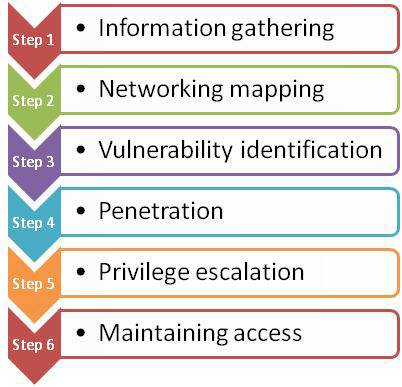 Step 1 • Information gathering
Step 2 • Networking mapping
Step 3 • Vulnerability identification
Step 4 • Penetration
Step 5 • Privilege escalation
Step 6 • Maintaining access